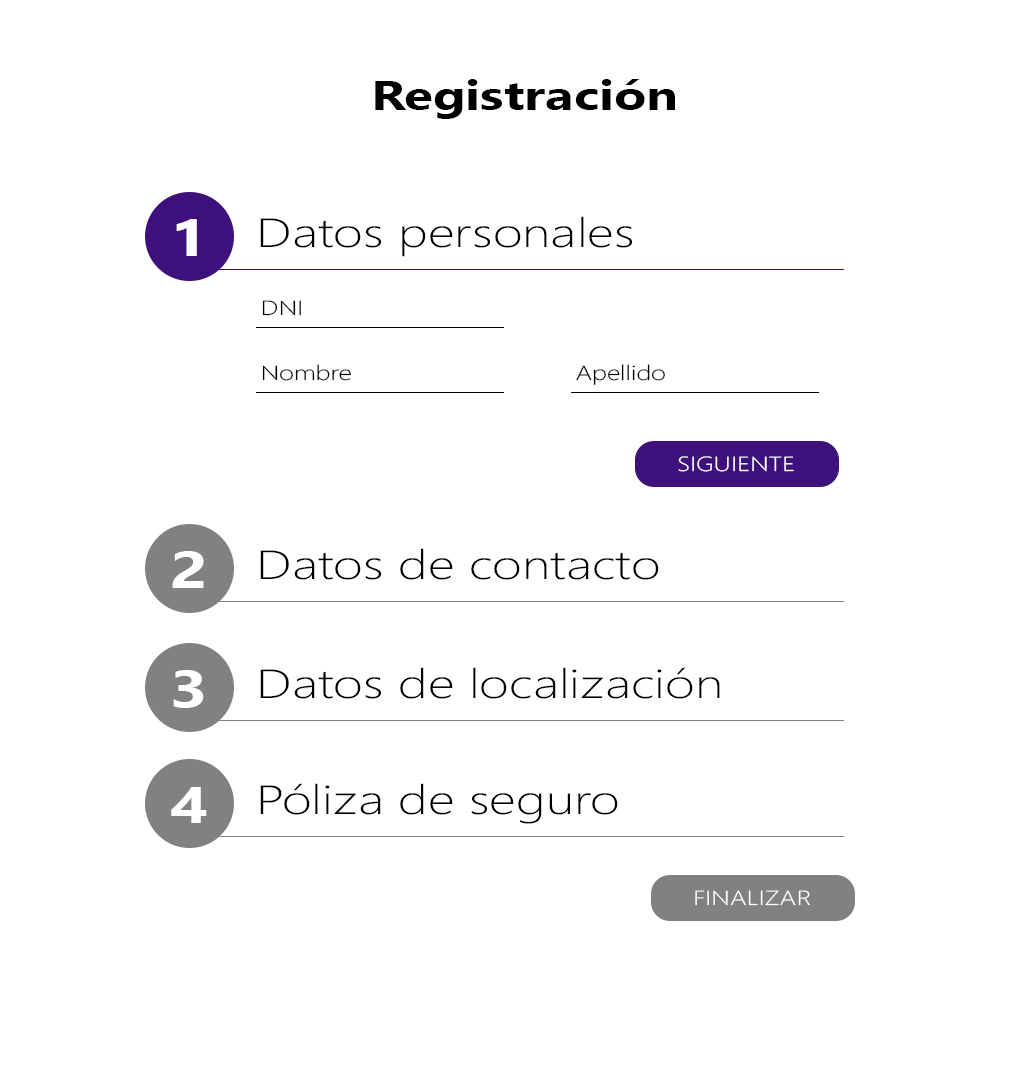 Registración
1 Datos personales
DNI
Nombre Apellido
SIGUIENTE
2 Datos de contacto
3 Datos de localización
4 Póliza de seguro
FINALIZAR